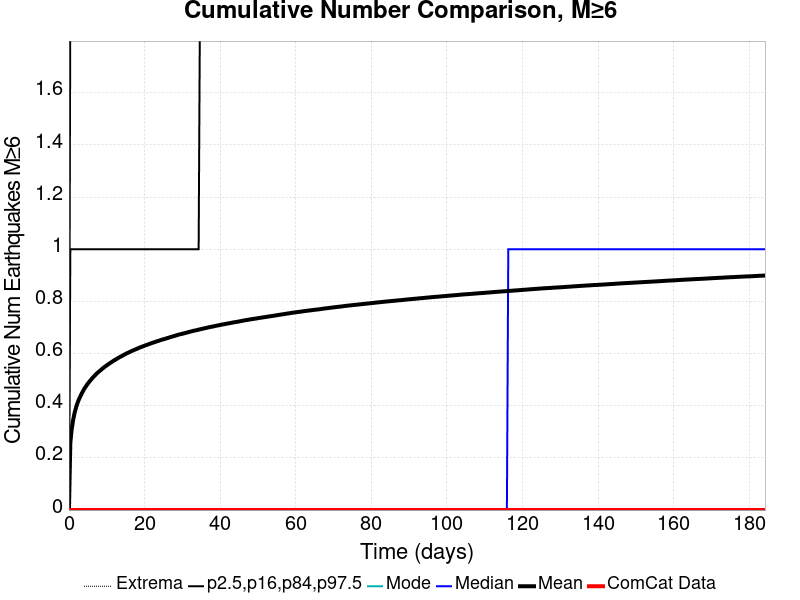 Cumulative Number Comparison, M≥6
Cumulative Num Earthquakes M≥6
1.6
1.4
1.2
1
0.8
0.6
0.4
0.2
0
0 20 40 60 80 100 120 140 160 180
Time (days)
Extrema p2.5,p16,p84,p97.5 Mode Median Mean ComCat Data